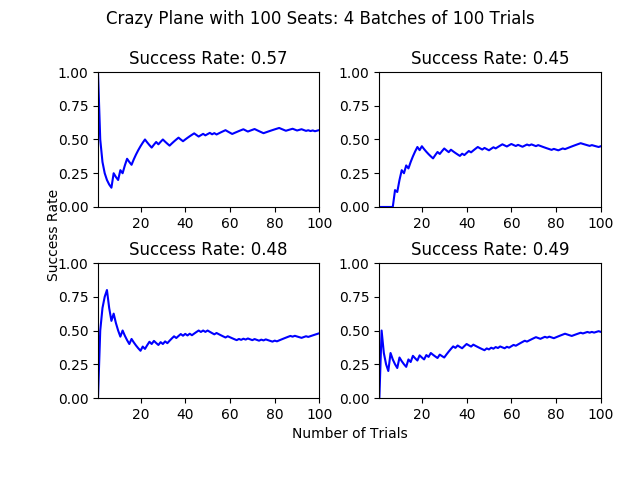 Crazy Plane with 100 Seats: 4 Batches of 100 Trials
Success Rate: 0.57
1.00
0.75
0.50
0.25
0.00
20 40 60 80 100
Success Rate: 0.45
1.00
0.75
0.50
0.25
0.00
20 40 60 80 100
Success Rate
Success Rate: 0.48
1.00
0.75
0.50
0.25
0.00
20 40 60 80 100
Success Rate: 0.49
1.00
0.75
0.50
0.25
0.00
20 40 60 80 100
Number of Trials